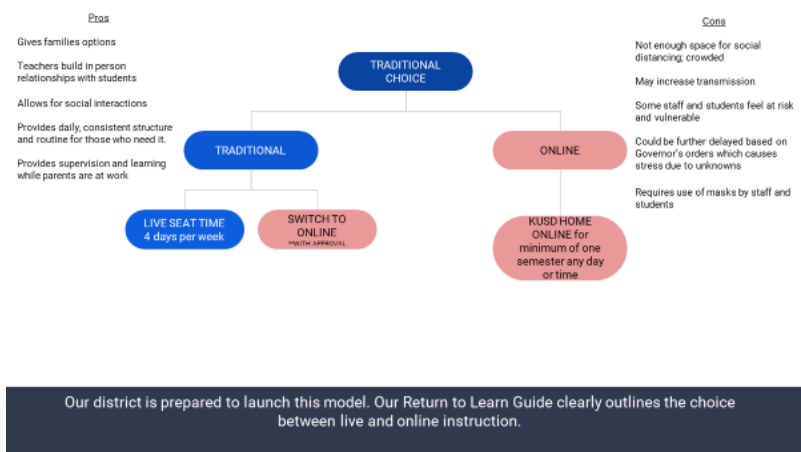 Pros
Gives families options
Teachers build in person
relationships with students
Allows for social interactions
Provides daily, consistent structure
and routine for those who need it.
Provides supervision and learning
while parents are at work
TRADITIONAL
CHOICE
TRADITIONAL
ONLINE
LIVE SEAT TIME
4 days per week
SWITCH TO
ONLINE
**WITH APPROVAL
KUSD HOME
ONLINE for
minimum of one
semester any day
or time
Cons
Not enough space for social
distancing; crowded
May increase transmission
Some staff and students feel at risk
and vulnerable
Could be further delayed based on
Governor's orders which causes
stress due to unknowns
Requires use of masks by staff and
students
Our district is prepared to launch this model. Our Return to Learn Guide clearly outlines the choice
between live and online instruction.